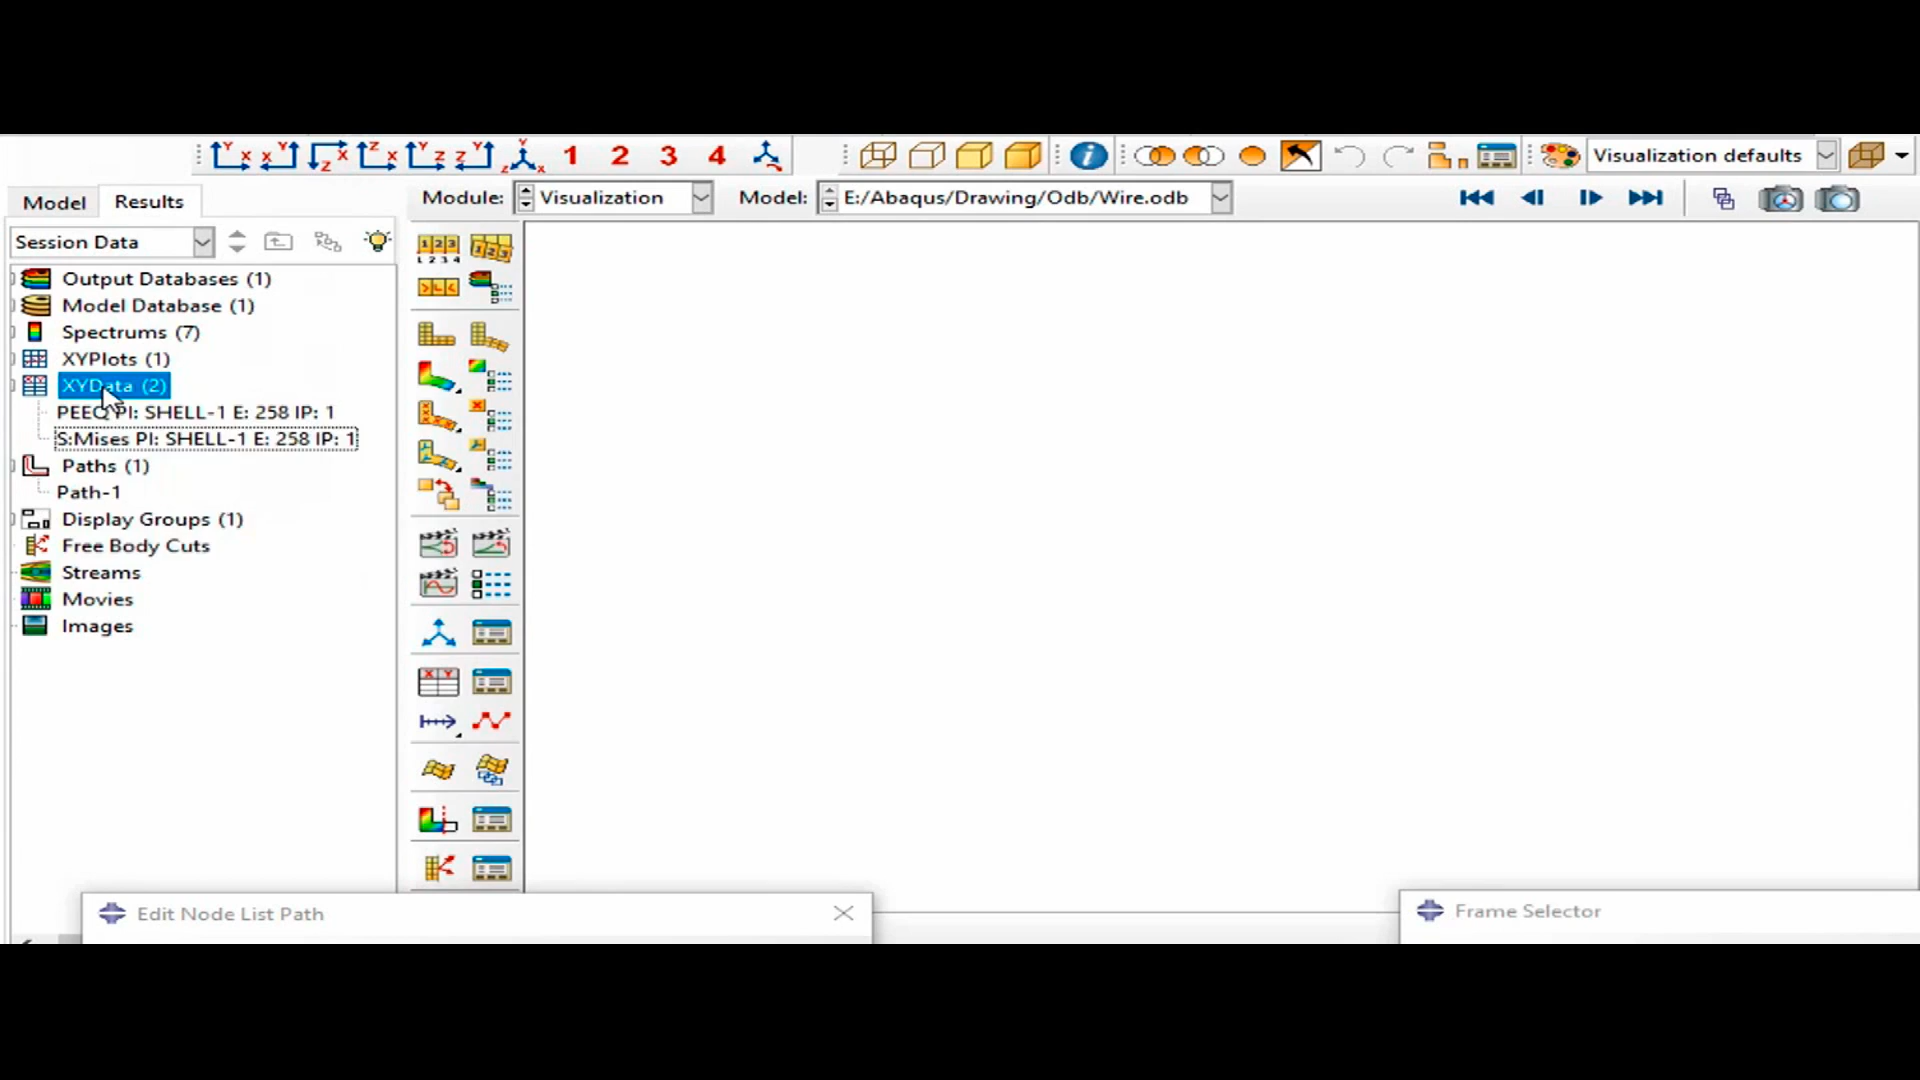 1 2 3 4 Visualization defaults
Model Results Module: Visualization Model: E:/Abaqus/Drawing/Odb/Wire.odb
Session Data
Output Databases (1)
Model Database (1)
Spectrums (7)
XYPlots (1)
XYData (2)
PEEQ PI: SHELL-1 E: 258 IP: 1
S:Mises PI: SHELL-1 E: 258 IP: 1
Paths (1)
Path-1
Display Groups (1)
Free Body Cuts
Streams
Movies
Images
Edit Node List Path
Frame Selector